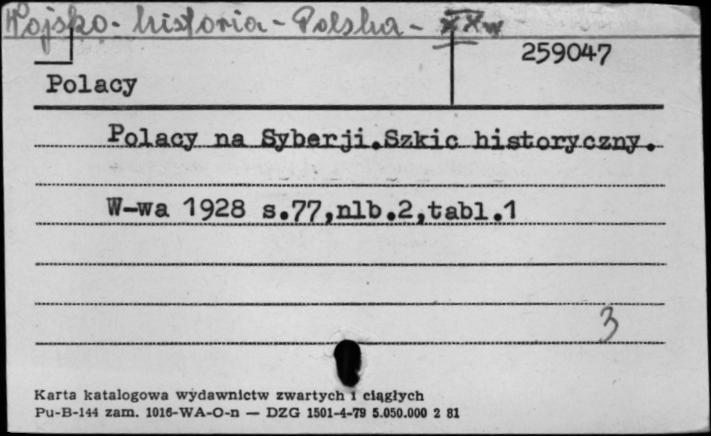 Wojsko - historia - Polska - XXw
259047
Polacy
Polacy na Syberji.Szkic historyczny.
W-wa 1928 s.77,nlb.2,tabl.1
3
Karta katalogowa wydawnictw zwartych i ciągłych
Pu-B-144 zam. 1016-WA-O-n — DZG 1501-4-79 5.050.000 2 81